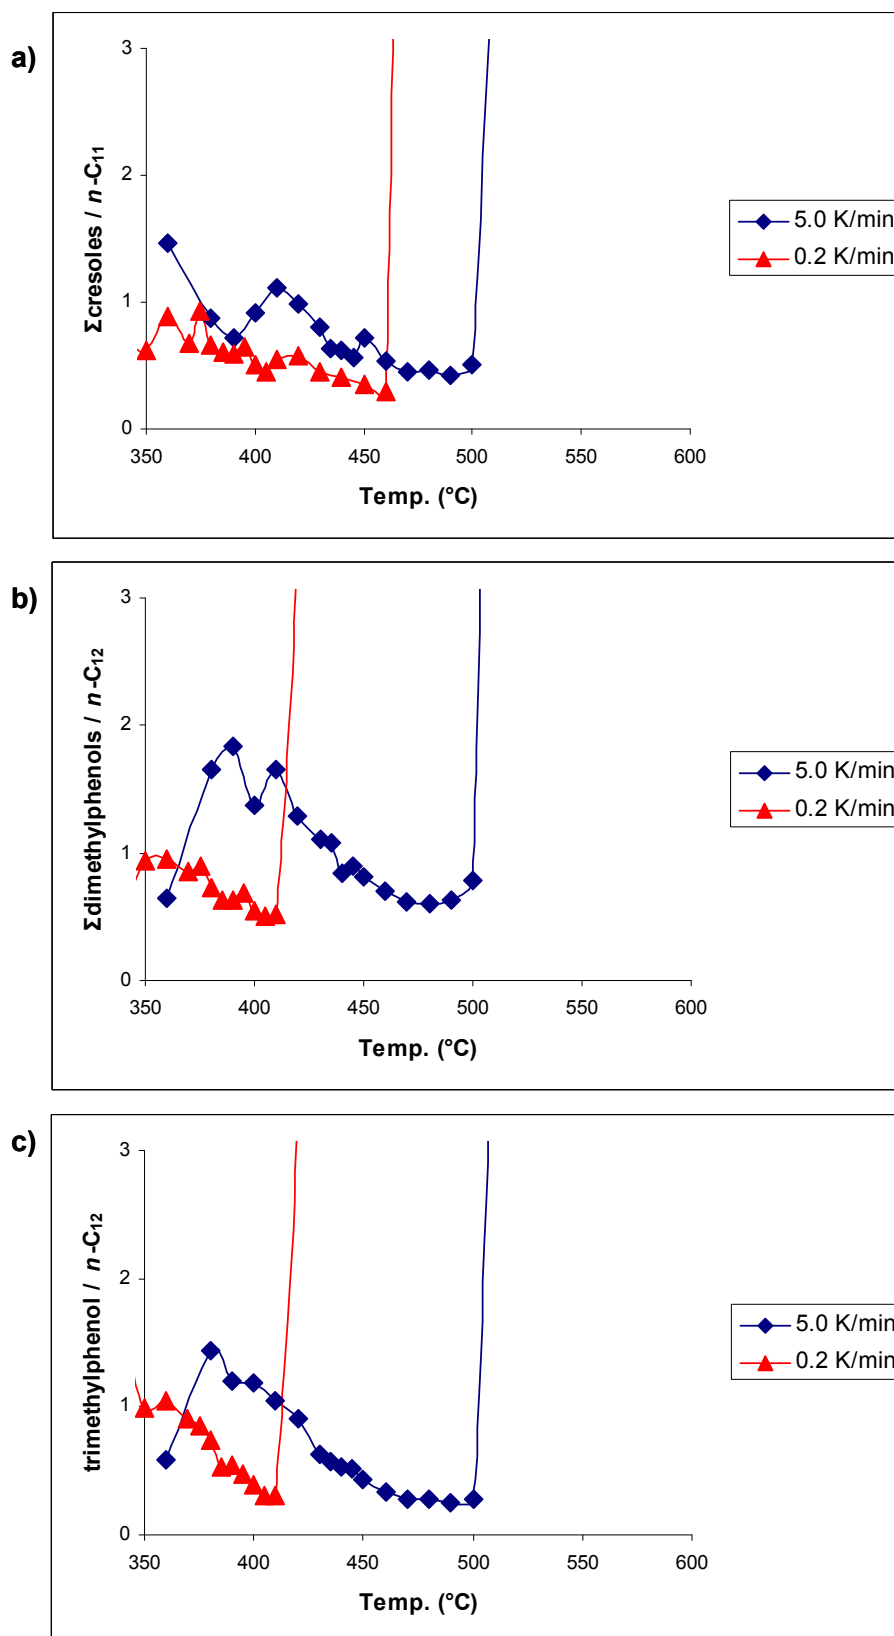 a)
3
2
1
0
Σcresoles / n-C11
350 400 450 500 550 600
Temp. (°C)
5.0 K/min
0.2 K/min
b)
3
2
1
0
Σdimethylphenols / n-C12
350 400 450 500 550 600
Temp. (°C)
5.0 K/min
0.2 K/min
c)
3
2
1
0
trimethylphenol / n-C12
350 400 450 500 550 600
Temp. (°C)
5.0 K/min
0.2 K/min